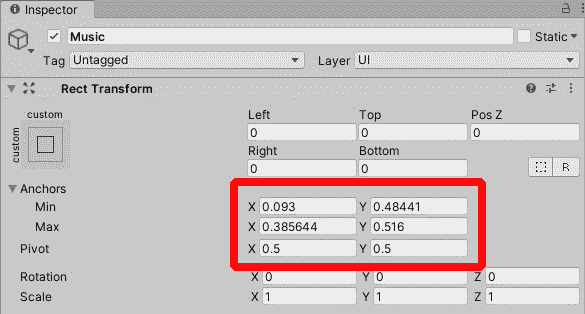 Inspector
Music Static
Tag Untagged Layer UI
Rect Transform
custom Left Top Pos Z
custom 0 0 0
Right Bottom
0 0 R
Anchors
Min X 0.093 Y 0.48441
Max X 0.385644 Y 0.516
Pivot X 0.5 Y 0.5
Rotation X 0 Y 0 Z 0
Scale X 1 Y 1 Z 1